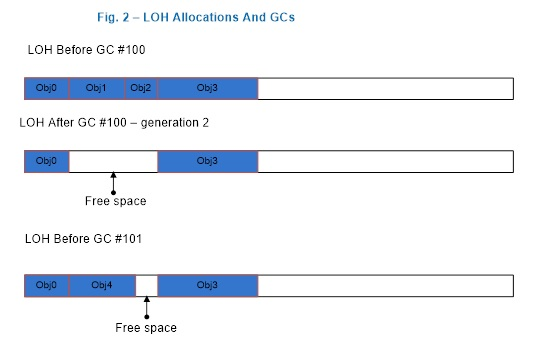 Fig. 2 – LOH Allocations And GCs
LOH Before GC #100
Obj0 Obj1 Obj2 Obj3
LOH After GC #100 – generation 2
Obj0 Obj3
Free space
LOH Before GC #101
Obj0 Obj4 Obj3
Free space